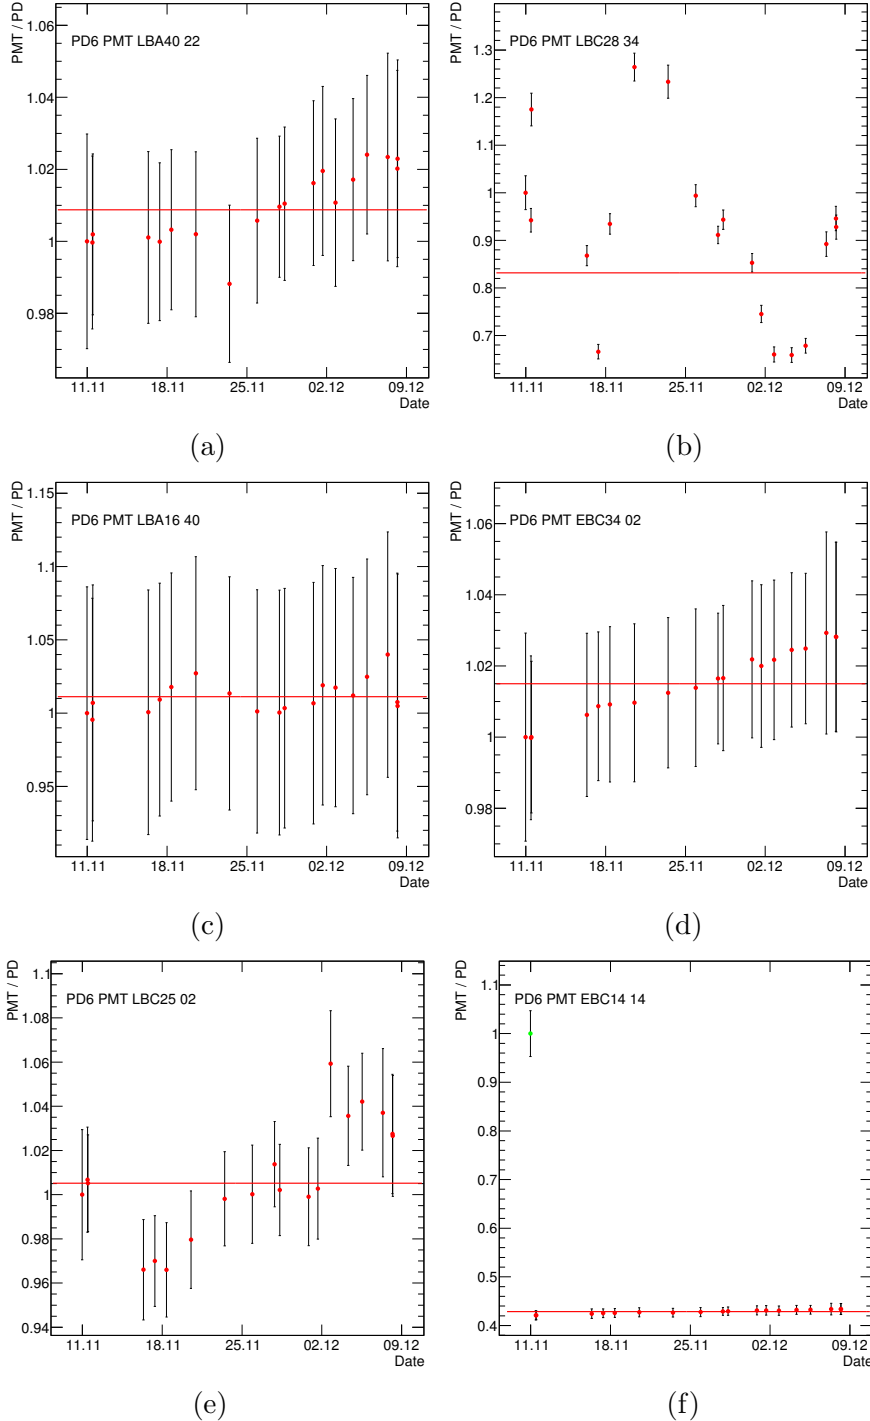 PMT / PD
PD6 PMT LBA40 22
1.06
1.04
1.02
1
0.98
11.11 18.11 25.11 02.12 09.12
Date
(a)
PMT / PD
PD6 PMT LBC28 34
1.3
1.2
1.1
1
0.9
0.8
0.7
11.11 18.11 25.11 02.12 09.12
Date
(b)
PMT / PD
1.15
PD6 PMT LBA16 40
1.1
1.05
1
0.95
11.11 18.11 25.11 02.12 09.12
Date
(c)
PMT / PD
PD6 PMT EBC34 02
1.06
1.04
1.02
1
0.98
11.11 18.11 25.11 02.12 09.12
Date
(d)
PMT / PD
1.1
PD6 PMT LBC25 02
1.08
1.06
1.04
1.02
1
0.98
0.96
0.94
11.11 18.11 25.11 02.12 09.12
Date
(e)
PMT / PD
PD6 PMT EBC14 14
1.1
1
0.9
0.8
0.7
0.6
0.5
0.4
11.11 18.11 25.11 02.12 09.12
Date
(f)